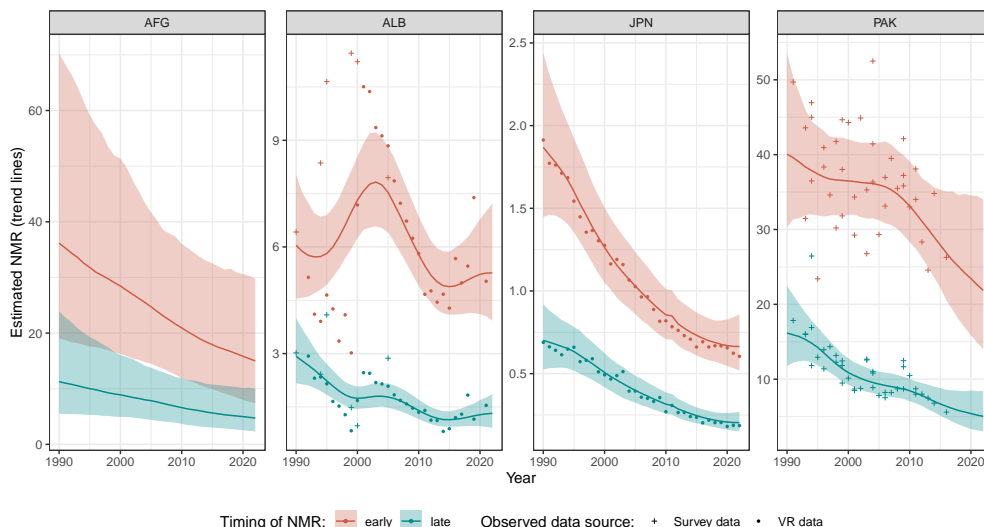 AFG ALB JPN PAK
Estimated NMR (trend lines)
0 20 40 60
3 6 9
0.5 1.0 1.5 2.0 2.5
10 20 30 40 50
1990 2000 2010 2020 1990 2000 2010 2020 1990 2000 2010 2020 1990 2000 2010 2020
Year
Timing of NMR: early late Observed data source: Survey data VR data